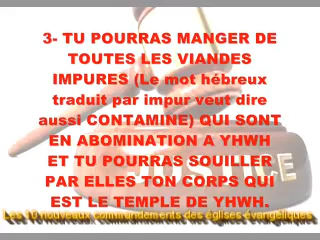 3- TU POURRAS MANGER DE
TOUTES LES VIANDES
IMPURES (Le mot hébreux
traduit par impur veut dire
aussi CONTAMINE) QUI SONT
EN ABOMINATION A YHWH
ET TU POURRAS SOUILLER
PAR ELLES TON CORPS QUI
EST LE TEMPLE DE YHWH.
Les 10 nouveaux commandements des églises évangéliques